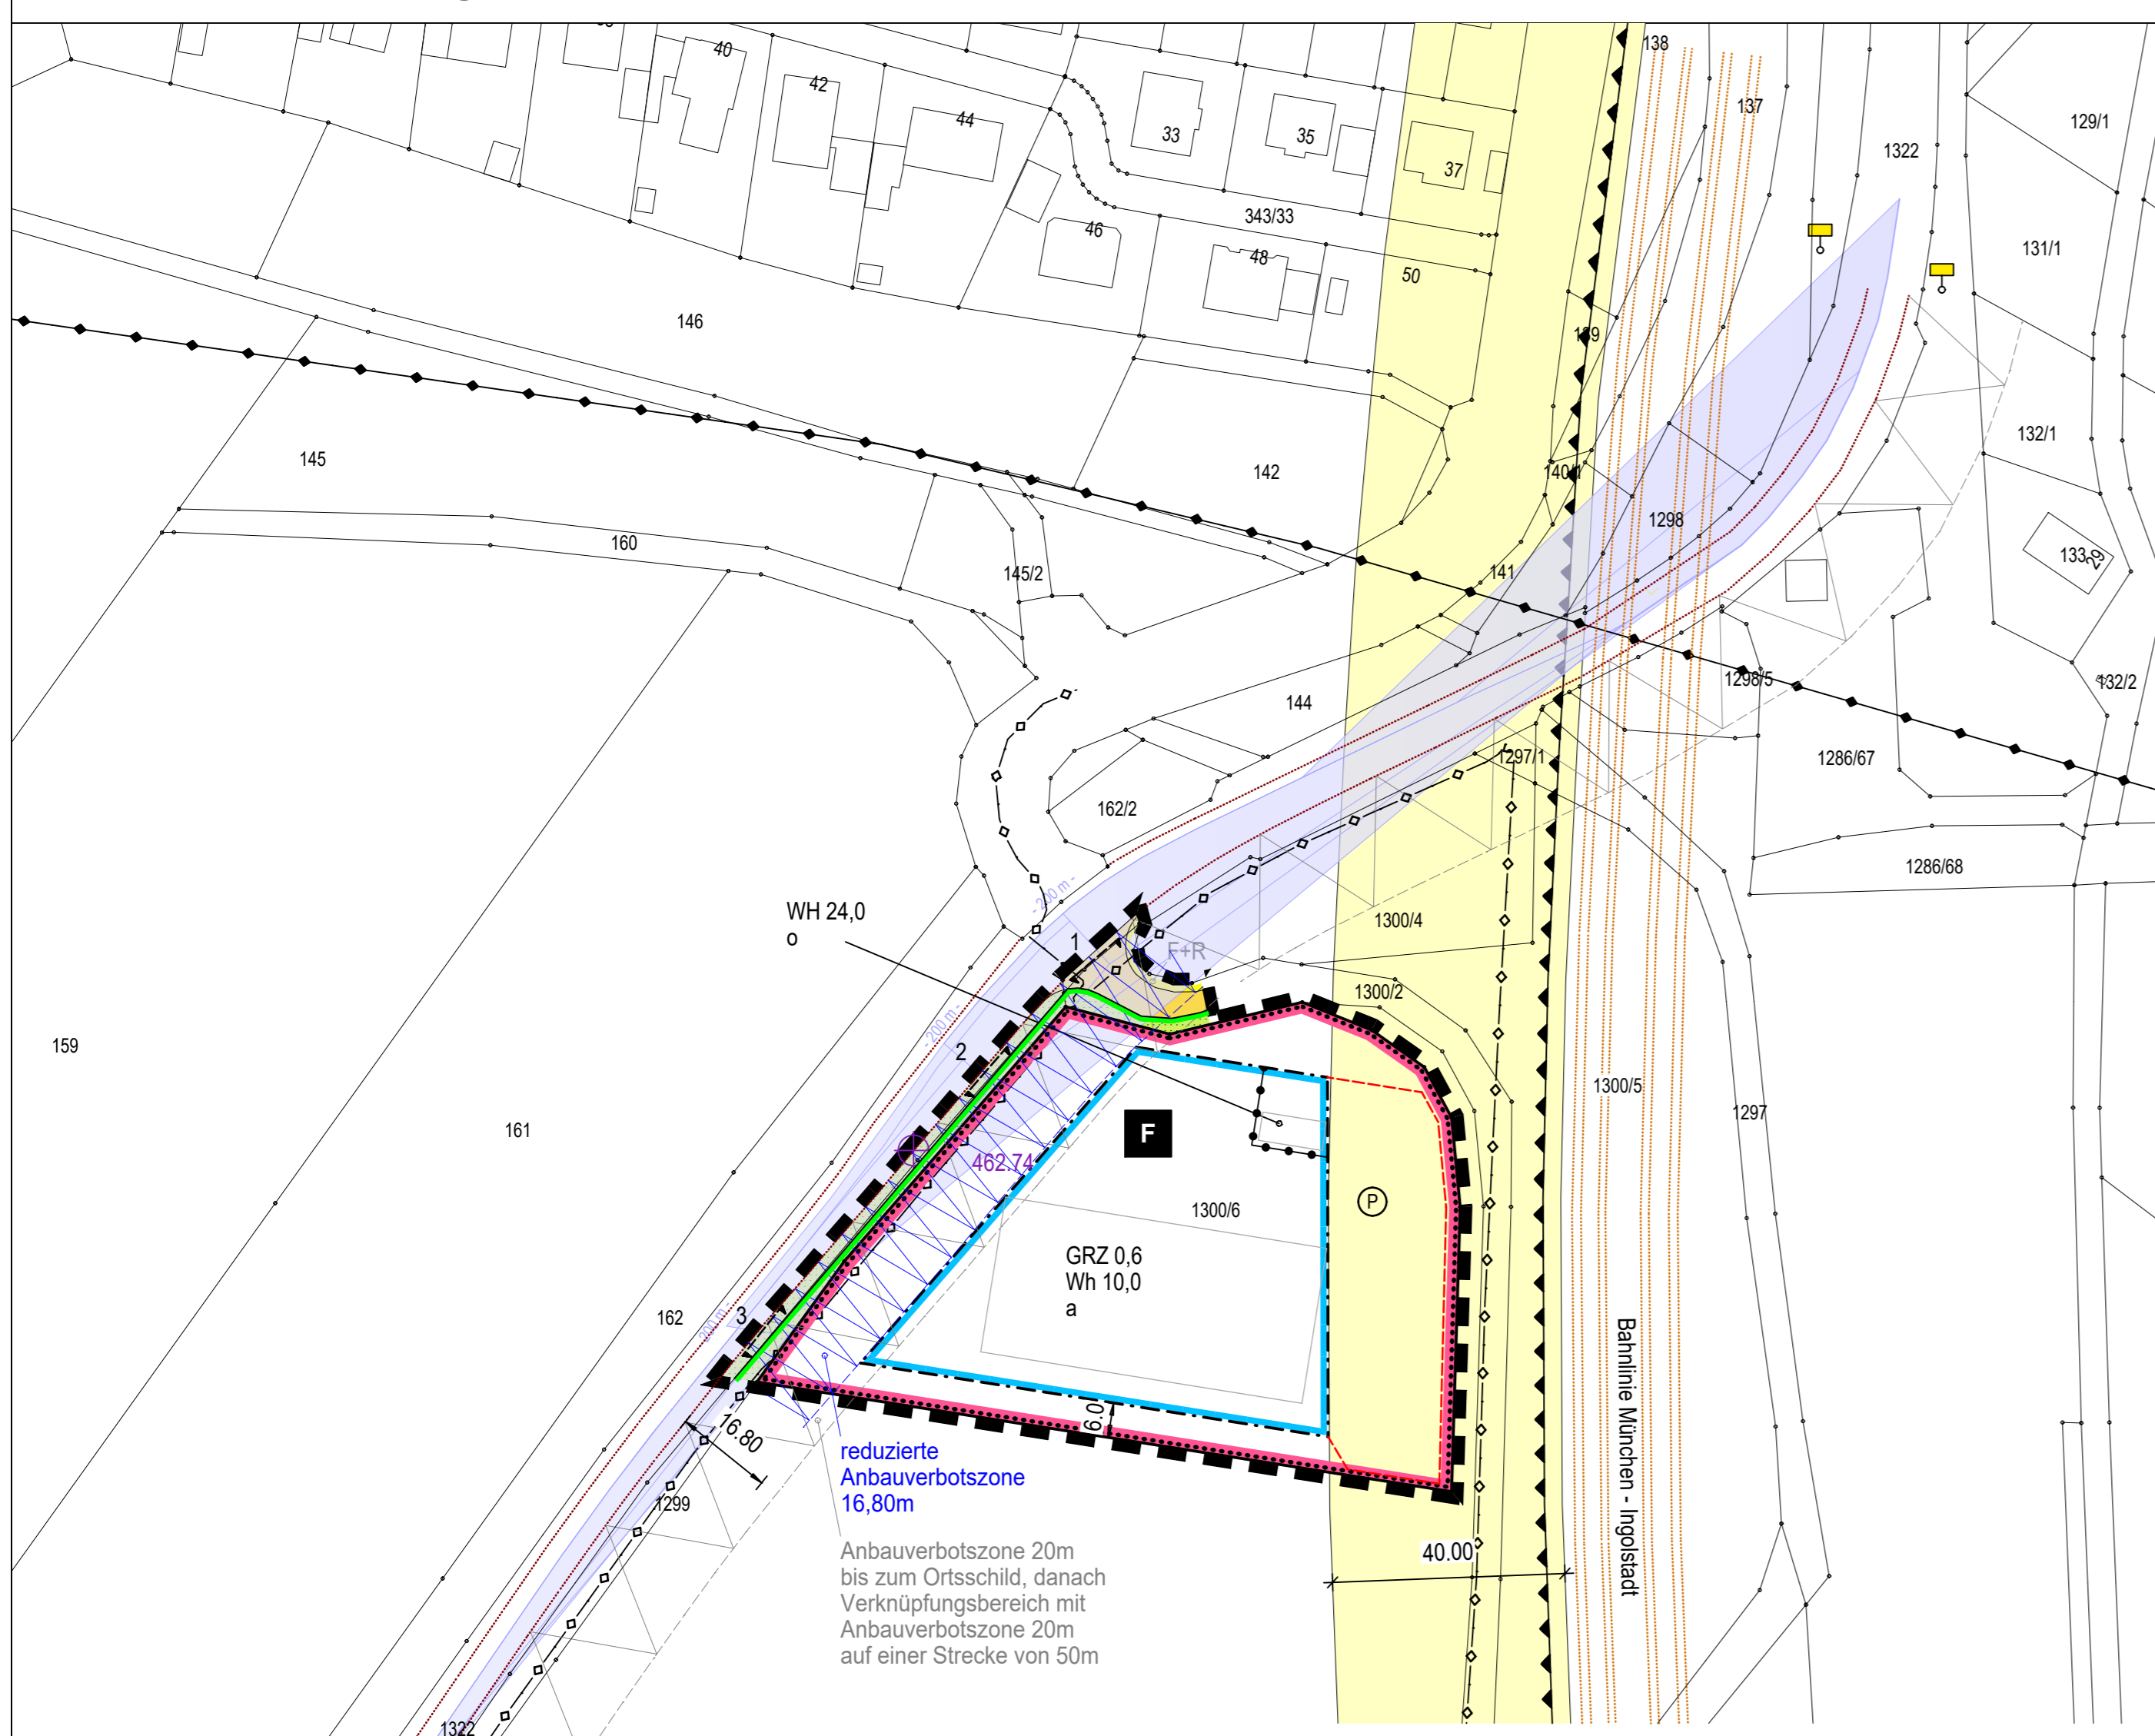 138
40
137
42
129/1
44
33
35
1322
37
343/33
46
131/1
48
50
146
139
132/1
145
142
140/1
1298
160
133
29
145/2
141
1298/5
132/2
144
1297/1
1286/67
162/2
1286/68
- 200 m -
WH 24,0
o
1300/4
1
F+R
1300/2
- 200 m -
159
2
1300/5
1297
161
F
462.74
P
1300/6
GRZ 0,6
Wh 10,0
a
162
3
200 m -
Bahnlinie München - Ingolstadt
6.0
16.80
reduzierte
Anbauverbotszone
16,80m
1299
Anbauverbotszone 20m
bis zum Ortsschild, danach
Verknüpfungsbereich mit
Anbauverbotszone 20m
auf einer Strecke von 50m
40.00
1322